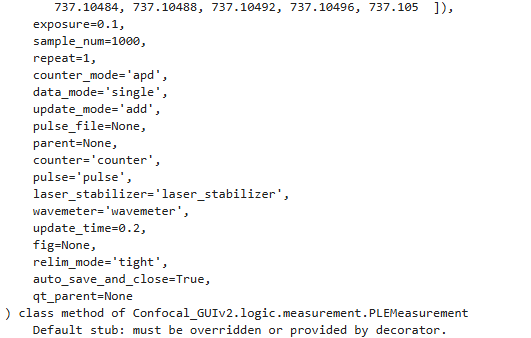 737.10484, 737.10488, 737.10492, 737.10496, 737.105  ]),
exposure=0.1,
sample_num=1000,
repeat=1,
counter_mode='apd',
data_mode='single',
update_mode='add',
pulse_file=None,
parent=None,
counter='counter',
pulse='pulse',
laser_stabilizer='laser_stabilizer',
wavemeter='wavemeter',
update_time=0.2,
fig=None,
relim_mode='tight',
auto_save_and_close=True,
qt_parent=None
) class method of Confocal_GUIv2.logic.measurement.PLEMeasurement
Default stub: must be overridden or provided by decorator.